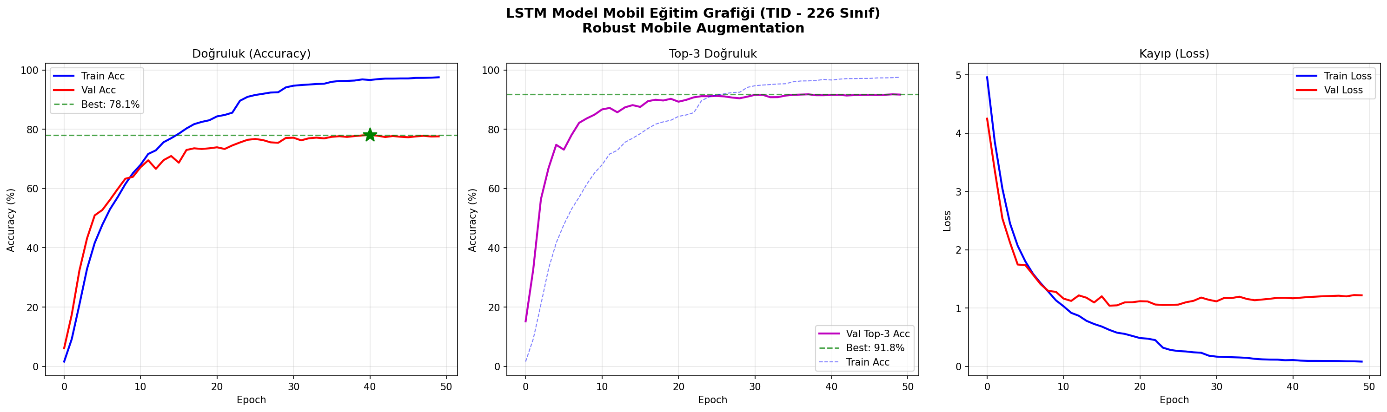 LSTM Model Mobil Eğitim Grafiği (TID - 226 Sınıf)
Robust Mobile Augmentation
Doğruluk (Accuracy)
Train Acc
Val Acc
Best: 78.1%
100
80
60
40
20
0
Accuracy (%)
0 10 20 30 40 50
Epoch
Top-3 Doğruluk
100
80
60
40
20
0
Accuracy (%)
Val Top-3 Acc
Best: 91.8%
Train Acc
0 10 20 30 40 50
Epoch
Kayıp (Loss)
Train Loss
Val Loss
5
4
3
2
1
0
Loss
0 10 20 30 40 50
Epoch